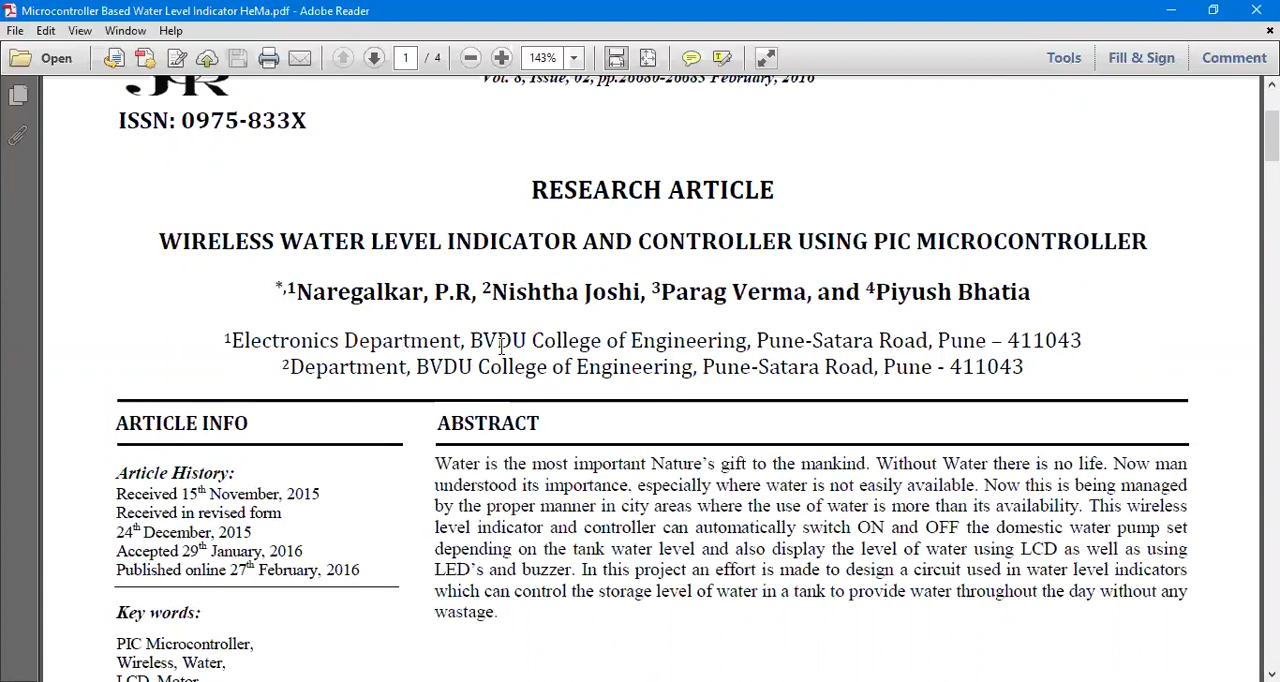 Microcontroller Based Water Level Indicator HeMa.pdf - Adobe Reader
File Edit View Window Help
Open 1 / 4 143% Tools Fill & Sign Comment
Vol. 8, Issue, 02, pp.26680-26683 February, 2016
ISSN: 0975-833X
RESEARCH ARTICLE
WIRELESS WATER LEVEL INDICATOR AND CONTROLLER USING PIC MICROCONTROLLER
*,1Naregalkar, P.R, 2Nishtha Joshi, 3Parag Verma, and 4Piyush Bhatia
1Electronics Department, BVDU College of Engineering, Pune-Satara Road, Pune – 411043
2Department, BVDU College of Engineering, Pune-Satara Road, Pune - 411043
ARTICLE INFO
Article History:
Received 15th November, 2015
Received in revised form
24th December, 2015
Accepted 29th January, 2016
Published online 27th February, 2016
Key words:
PIC Microcontroller,
Wireless, Water,
LCD, Motor
ABSTRACT
Water is the most important Nature's gift to the mankind. Without Water there is no life. Now man
understood its importance, especially where water is not easily available. Now this is being managed
by the proper manner in city areas where the use of water is more than its availability. This wireless
level indicator and controller can automatically switch ON and OFF the domestic water pump set
depending on the tank water level and also display the level of water using LCD as well as using
LED's and buzzer. In this project an effort is made to design a circuit used in water level indicators
which can control the storage level of water in a tank to provide water throughout the day without any
wastage.